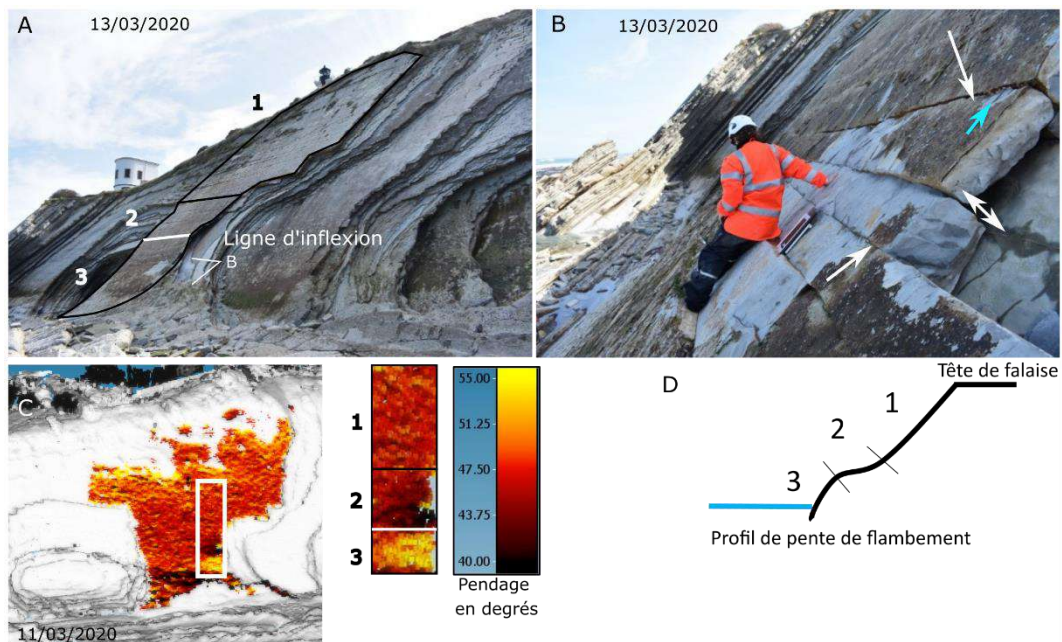 A
13/03/2020
1
2
Ligne d'inflexion
B
3
B
13/03/2020
C
11/03/2020
1
2
3
55.00
51.25
47.50
43.75
40.00
Pendage
en degrés
D
Tête de falaise
1
2
3
Profil de pente de flambement